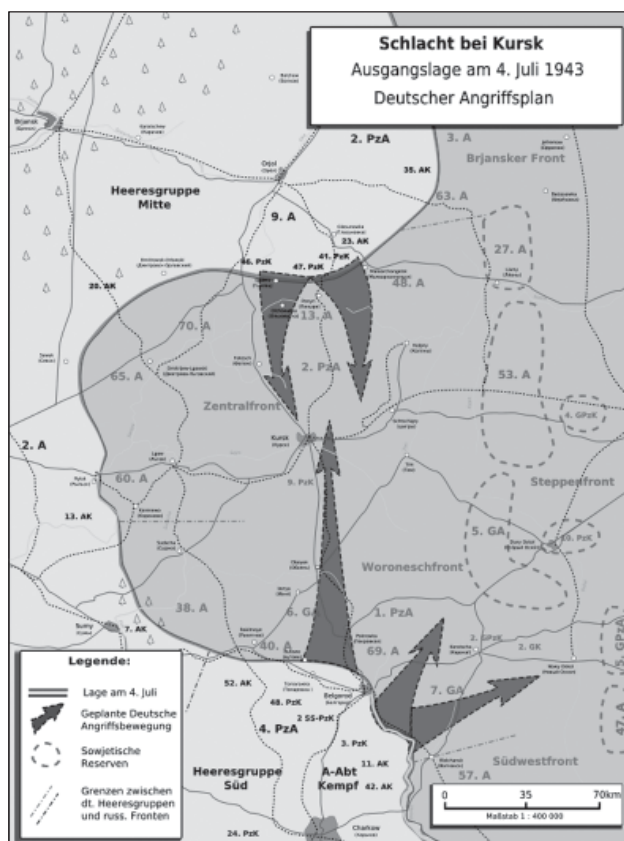 Schlacht bei Kursk
Ausgangslage am 4. Juli 1943
Deutscher Angriffsplan
Brjansk
2. PzA
3. A
Brjansker Front
35. AK
Orjol
63. A
Heeresgruppe
Mitte
9. A
23. AK
27. A
46. PzK
41. PzK
47. PzK
20. AK
48. A
13. A
70. A
2. PzA
65. A
53. A
Zentralfront
4. GPzK
Kursk
2. A
9. PzK
60. A
Steppenfront
13. AK
5. GA
10. PzK
Woroneschfront
38. A
6. GA
1. PzA
Sumy
7. AK
40. A
69. A
2. GPzK
2. GK
5. GPzA
52. AK
Belgorod
7. GA
48. PzK
2 SS-PzK
47. A
4. PzA
3. PzK
Südwestfront
Heeresgruppe
Süd
A-Abt
Kempf
11. AK
42. AK
57. A
24. PzK
Charkow
Legende:
Lage am 4. Juli
Geplante Deutsche
Angriffsbewegung
Sowjetische
Reserven
Grenzen zwischen
dt. Heeresgruppen
und russ. Fronten
0 35 70km
Maßstab 1 : 400 000